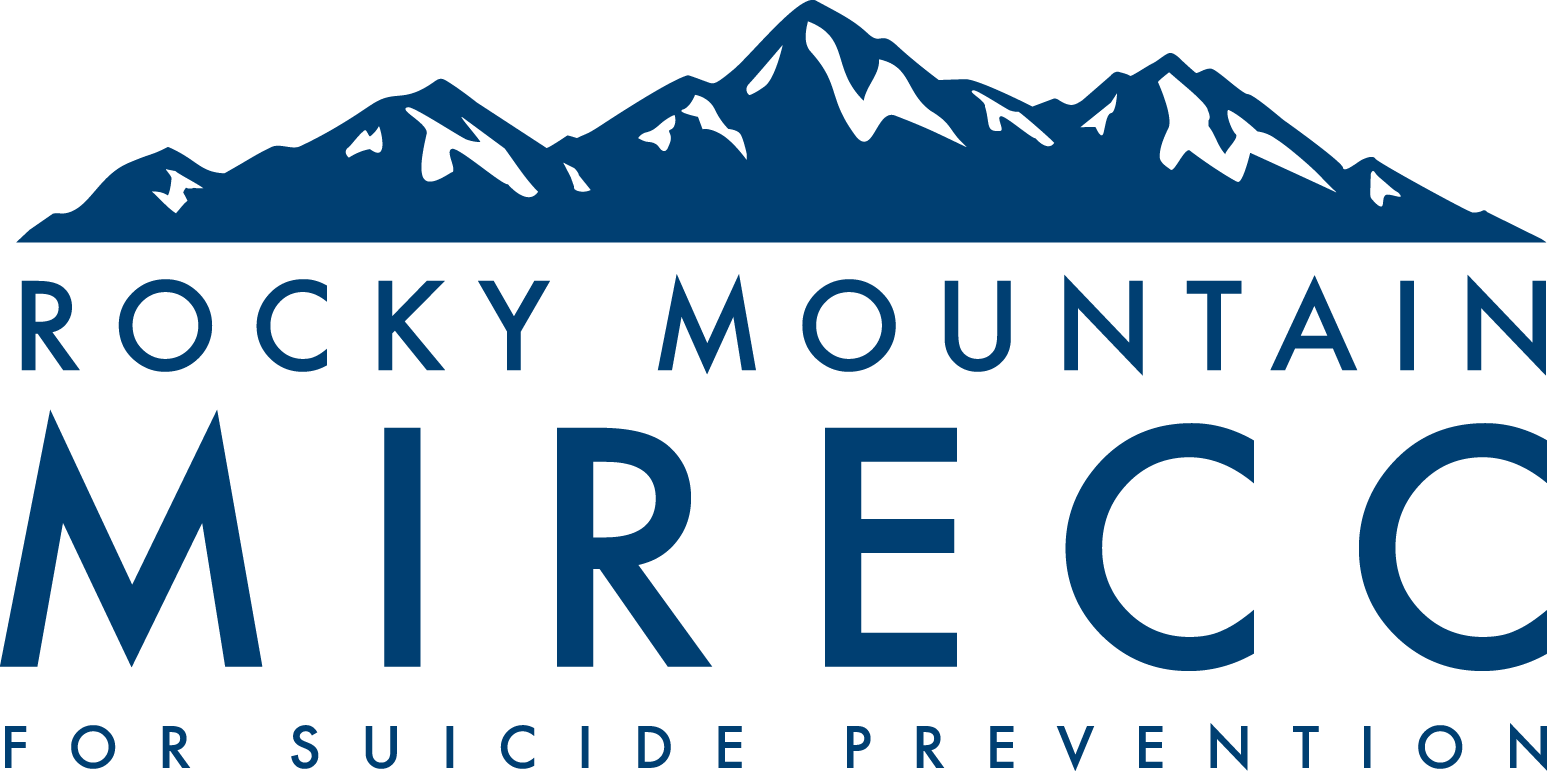 ROCKY MOUNTAIN
MIRECC
FOR SUICIDE PREVENTION